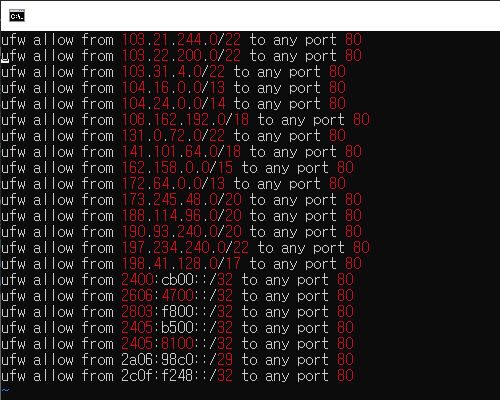 C:\.
ufw allow from 103.21.244.0/22 to any port 80
ufw allow from 103.22.200.0/22 to any port 80
ufw allow from 103.31.4.0/22 to any port 80
ufw allow from 104.16.0.0/13 to any port 80
ufw allow from 104.24.0.0/14 to any port 80
ufw allow from 108.162.192.0/18 to any port 80
ufw allow from 131.0.72.0/22 to any port 80
ufw allow from 141.101.64.0/18 to any port 80
ufw allow from 162.158.0.0/15 to any port 80
ufw allow from 172.64.0.0/13 to any port 80
ufw allow from 173.245.48.0/20 to any port 80
ufw allow from 188.114.96.0/20 to any port 80
ufw allow from 190.93.240.0/20 to any port 80
ufw allow from 197.234.240.0/22 to any port 80
ufw allow from 198.41.128.0/17 to any port 80
ufw allow from 2400:cb00::/32 to any port 80
ufw allow from 2606:4700::/32 to any port 80
ufw allow from 2803:f800::/32 to any port 80
ufw allow from 2405:b500::/32 to any port 80
ufw allow from 2405:8100::/32 to any port 80
ufw allow from 2a06:98c0::/29 to any port 80
ufw allow from 2c0f:f248::/32 to any port 80
~